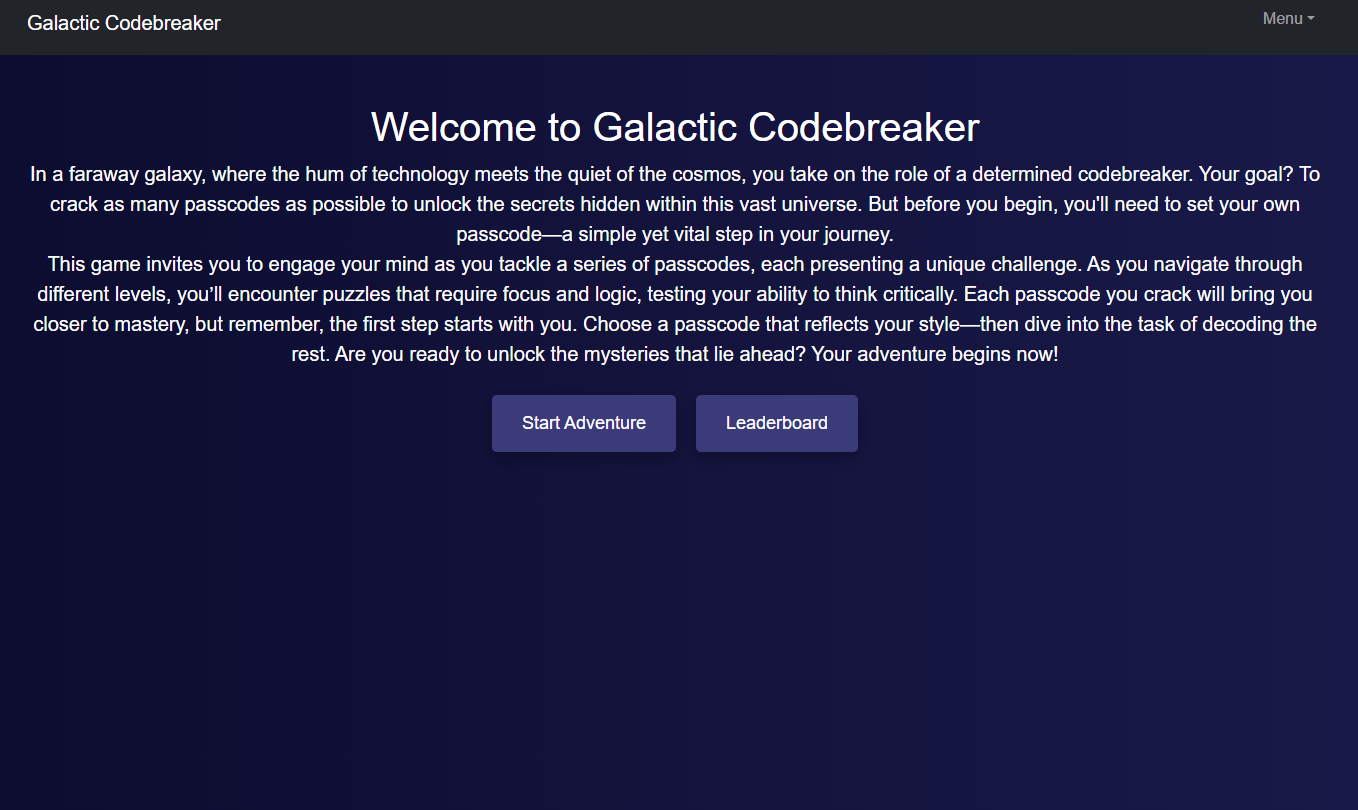 Galactic Codebreaker
Menu
Welcome to Galactic Codebreaker
In a faraway galaxy, where the hum of technology meets the quiet of the cosmos, you take on the role of a determined codebreaker. Your goal? To
crack as many passcodes as possible to unlock the secrets hidden within this vast universe. But before you begin, you'll need to set your own
passcode—a simple yet vital step in your journey.
This game invites you to engage your mind as you tackle a series of passcodes, each presenting a unique challenge. As you navigate through
different levels, you’ll encounter puzzles that require focus and logic, testing your ability to think critically. Each passcode you crack will bring you
closer to mastery, but remember, the first step starts with you. Choose a passcode that reflects your style—then dive into the task of decoding the
rest. Are you ready to unlock the mysteries that lie ahead? Your adventure begins now!
Start Adventure
Leaderboard